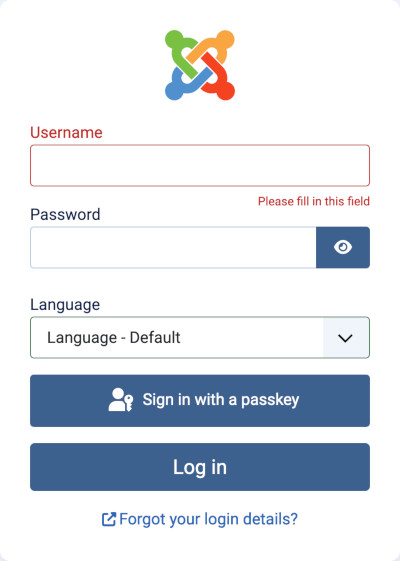 Username
Please fill in this field
Password
Language
Language - Default
Sign in with a passkey
Log in
Forgot your login details?